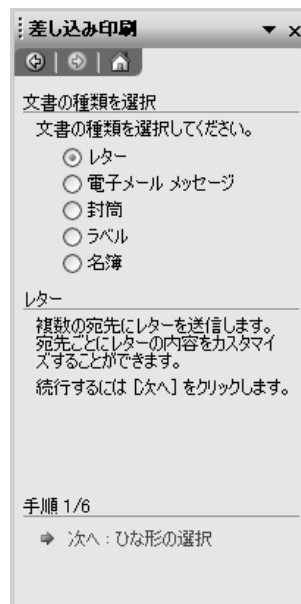 差し込み印刷
文書の種類を選択
文書の種類を選択してください。
レター
電子メール メッセージ
封筒
ラベル
名簿
レター
複数の宛先にレターを送信します。
宛先ごとにレターの内容をカスタマイ
ズすることができます。
続行するには [次へ] をクリックします。
手順 1/6
次へ : ひな形の選択